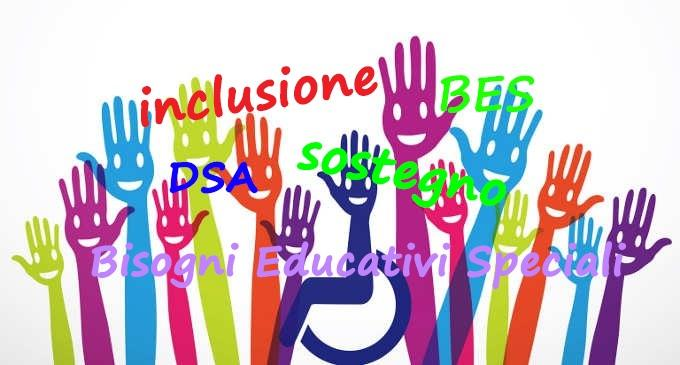 inclusione
BES
DSA
sostegno
Bisogni Educativi Speciali